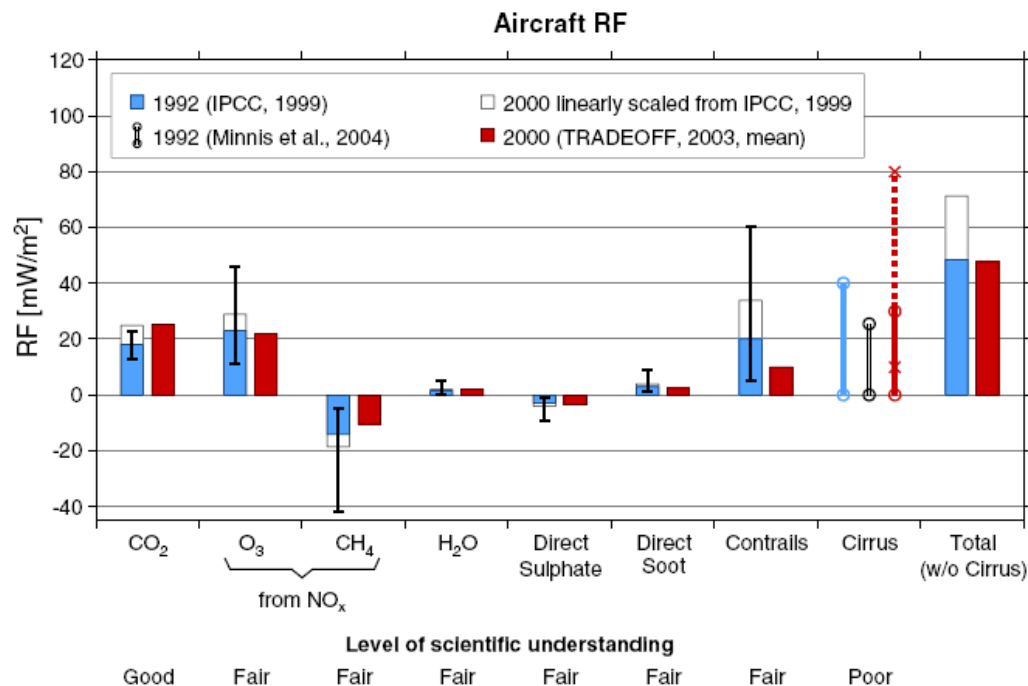 Aircraft RF
120
100
80
60
40
20
0
-20
-40
RF [mW/m²]
1992 (IPCC, 1999)
2000 linearly scaled from IPCC, 1999
1992 (Minnis et al., 2004)
2000 (TRADEOFF, 2003, mean)
CO₂
O₃
CH₄
H₂O
Direct
Sulphate
Direct
Soot
Contrails
Cirrus
Total
(w/o Cirrus)
from NOₓ
Level of scientific understanding
Good Fair Fair Fair Fair Fair Fair Poor